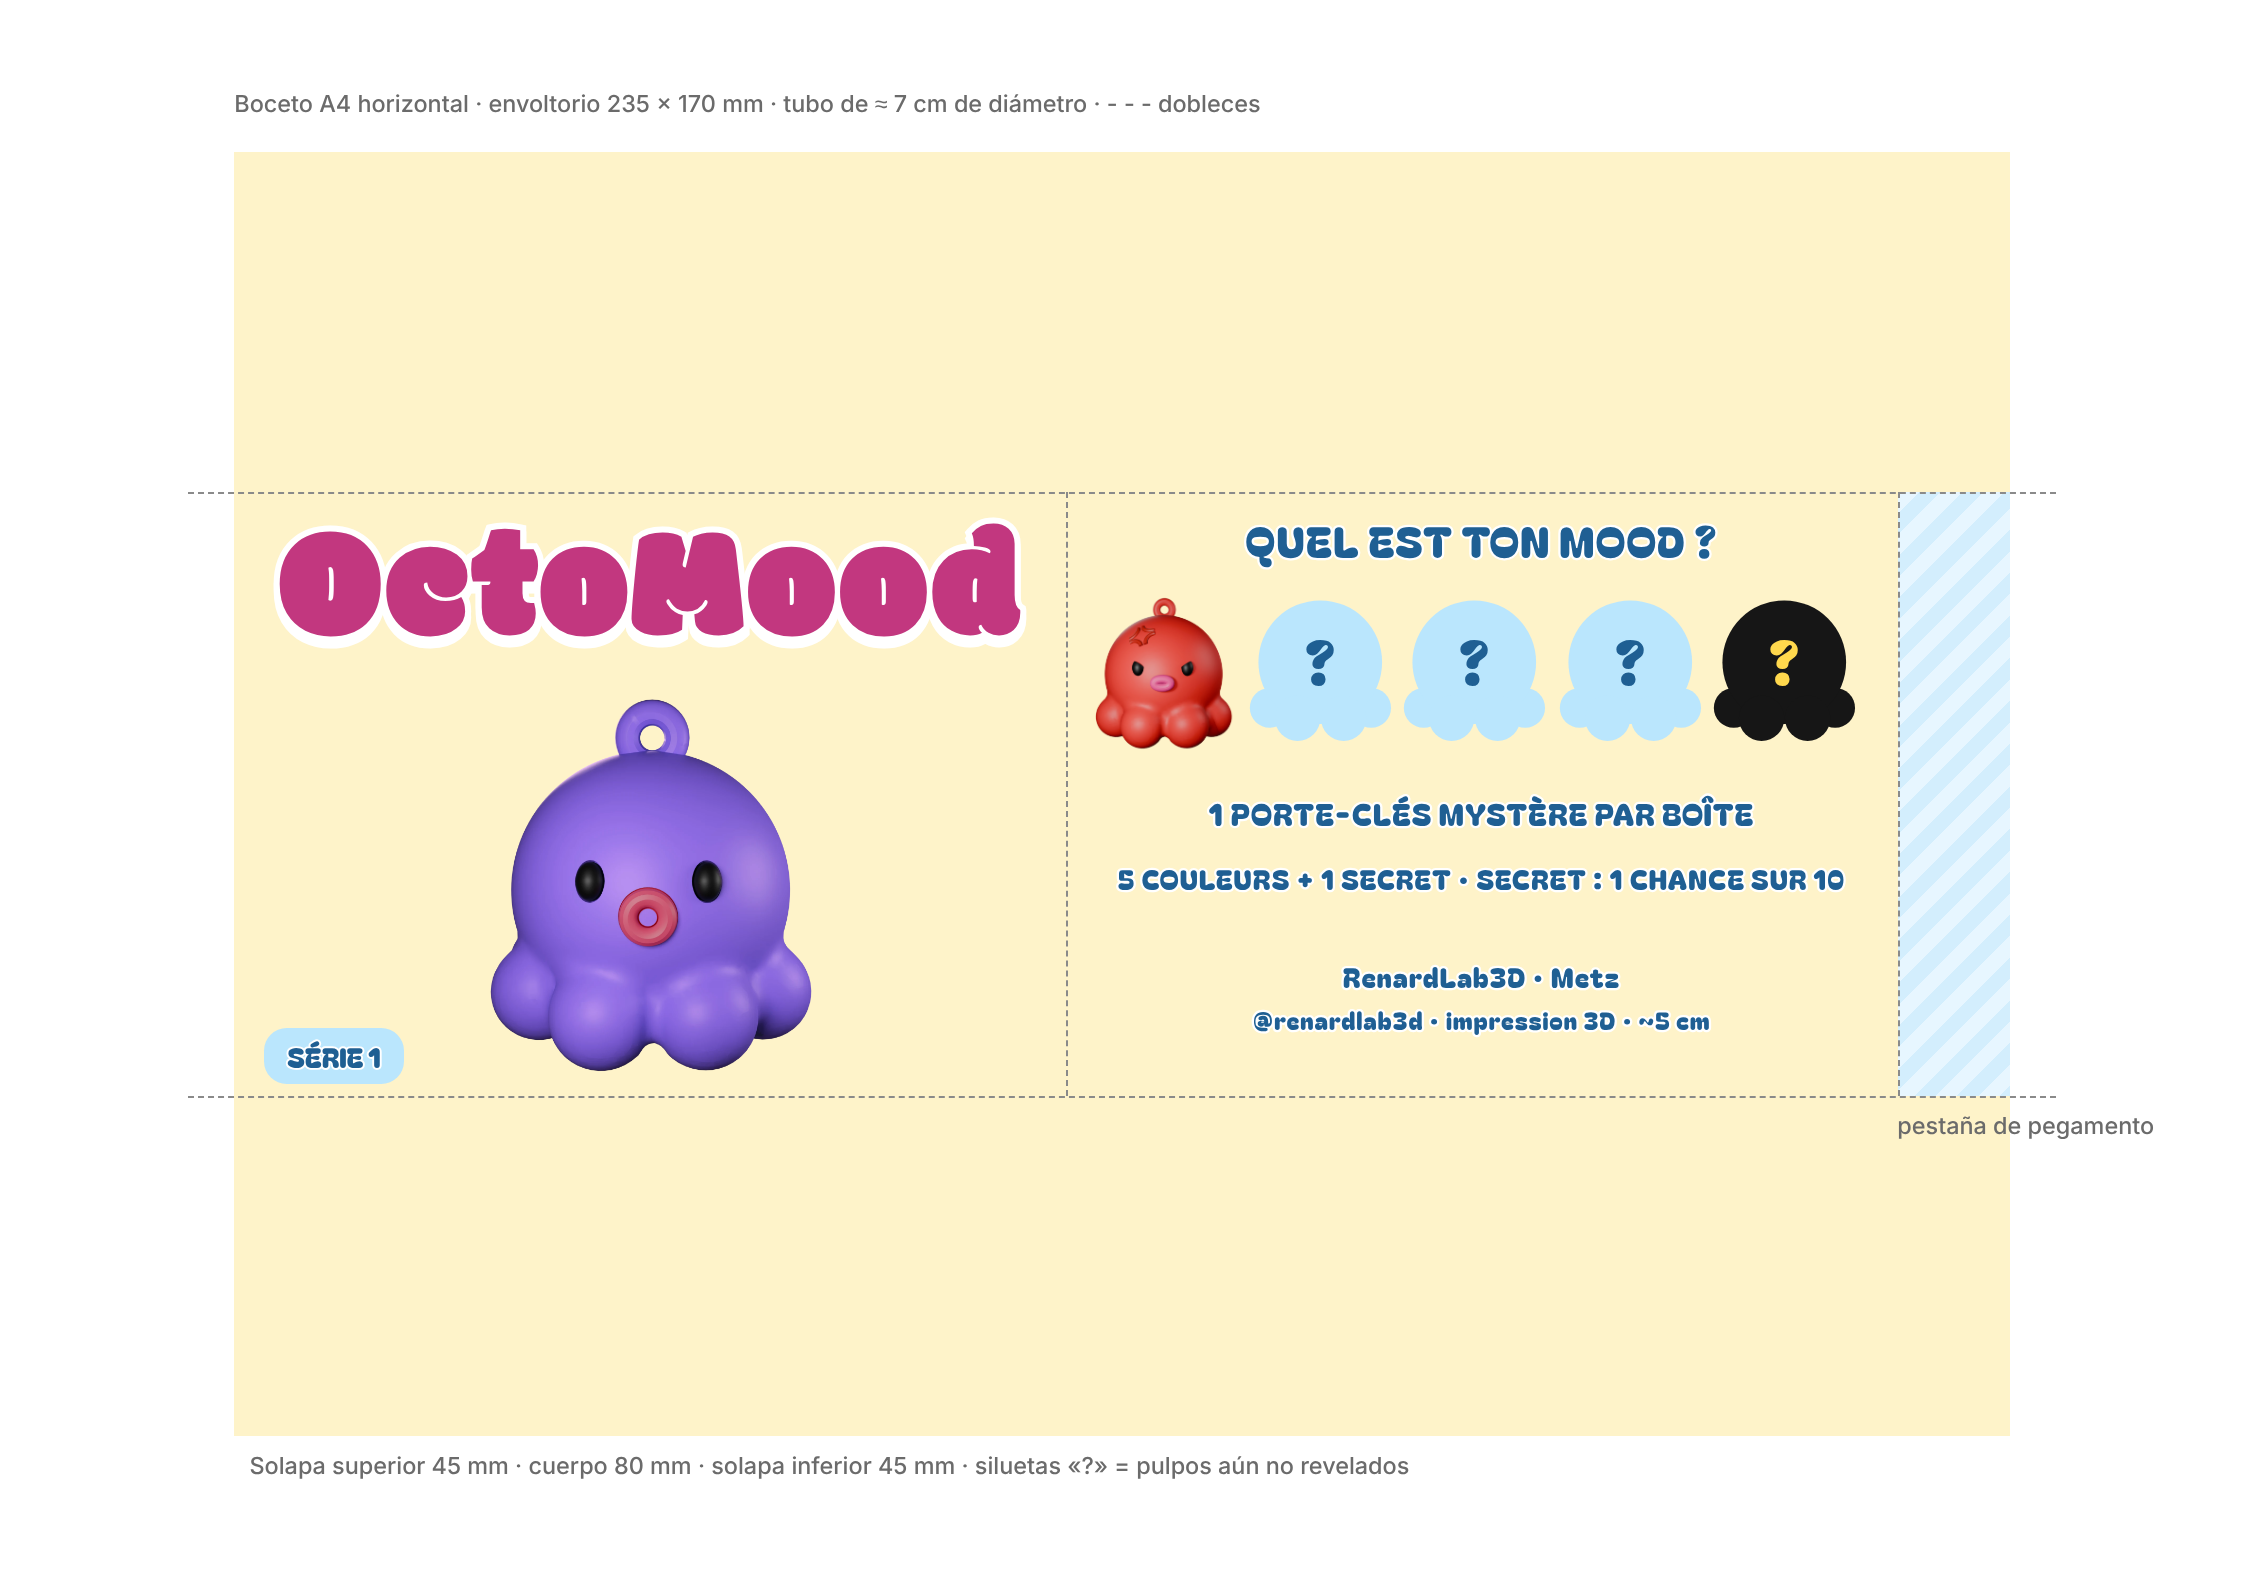 Boceto A4 horizontal · envoltorio 235 × 170 mm · tubo de ≈ 7 cm de diámetro · - - - dobleces
OctoMood
SÉRIE 1
QUEL EST TON MOOD ?
? ? ? ?
1 PORTE-CLÉS MYSTÈRE PAR BOÎTE
5 COULEURS + 1 SECRET · SECRET : 1 CHANCE SUR 10
RenardLab3D · Metz
@renardlab3d · impression 3D · ~5 cm
pestaña de pegamento
Solapa superior 45 mm · cuerpo 80 mm · solapa inferior 45 mm · siluetas «?» = pulpos aún no revelados